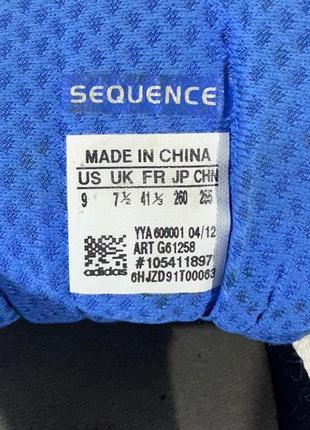 SEQUENCE
MADE IN CHINA
US UK FR JP CHN
9 7½ 41⅓ 260 255
YYA 606001 04/12
ART G61258
#105411897
6HJZD91T00063
adidas